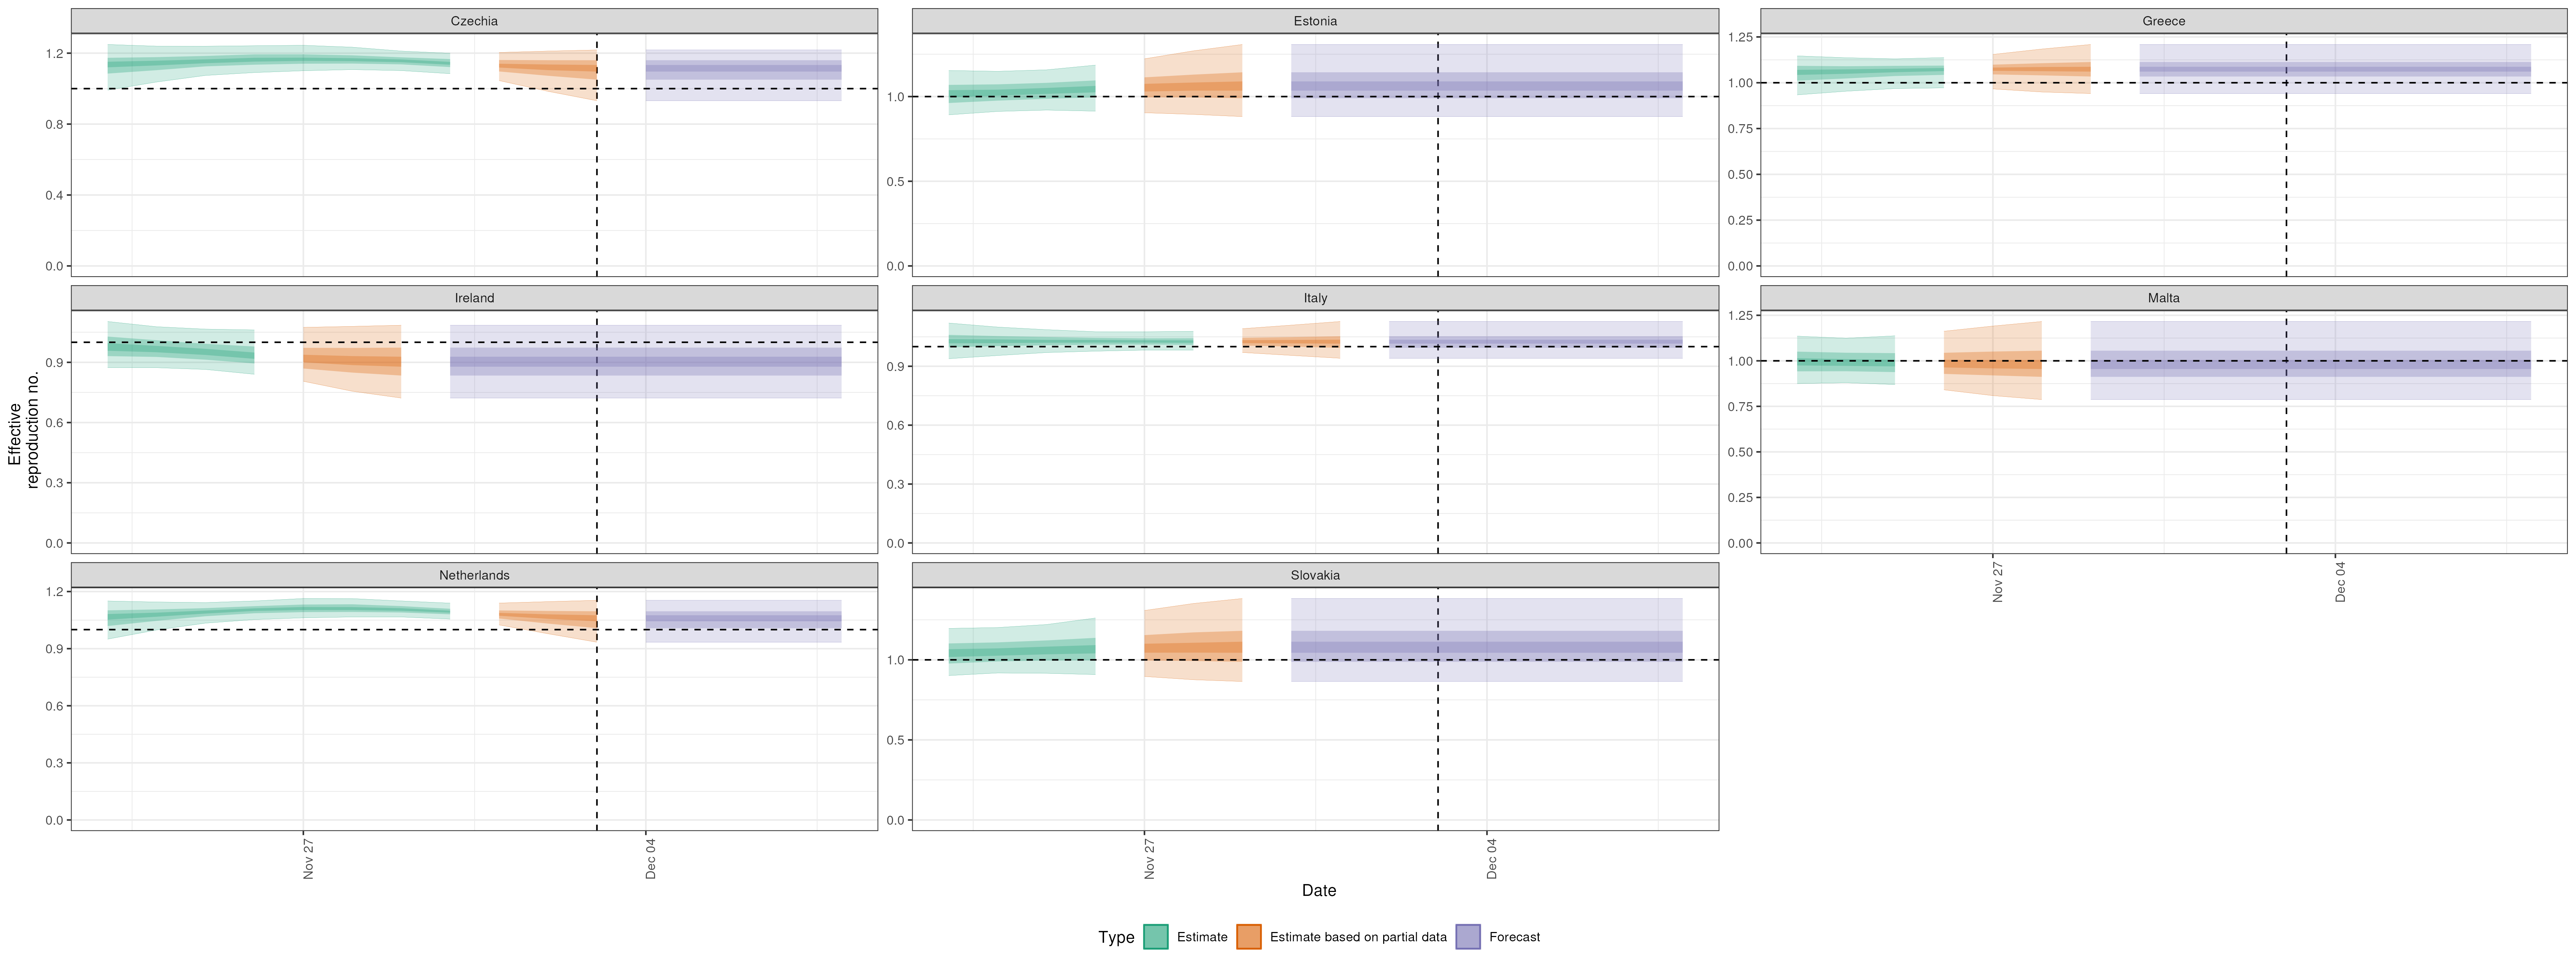 Czechia
Estonia
Greece
1.2
0.8
0.4
0.0
1.0
0.5
0.0
1.25
1.00
0.75
0.50
0.25
0.00
Ireland
Italy
Malta
0.9
0.6
0.3
0.0
0.9
0.6
0.3
0.0
1.25
1.00
0.75
0.50
0.25
0.00
Nov 27
Dec 04
Effective
reproduction no.
Netherlands
Slovakia
1.2
0.9
0.6
0.3
0.0
1.0
0.5
0.0
Nov 27
Dec 04
Nov 27
Dec 04
Date
Type
Estimate
Estimate based on partial data
Forecast